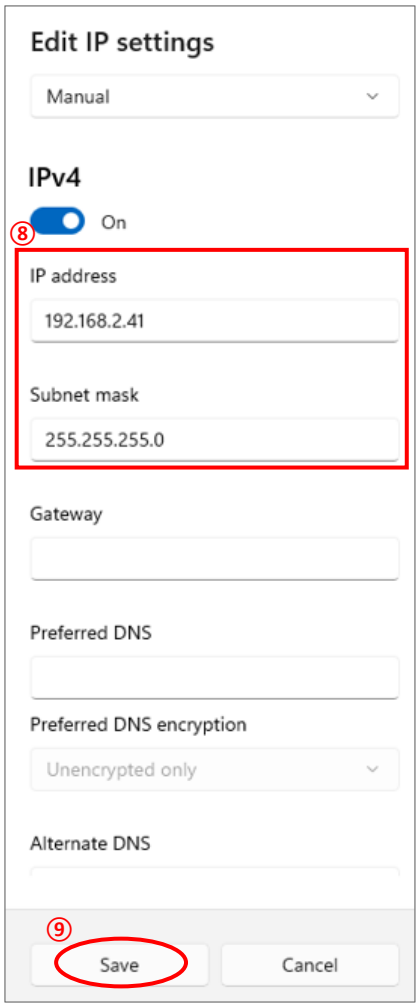 Edit IP settings
Manual
IPv4
⑧
On
IP address
192.168.2.41
Subnet mask
255.255.255.0
Gateway
Preferred DNS
Preferred DNS encryption
Unencrypted only
Alternate DNS
⑨
Save Cancel